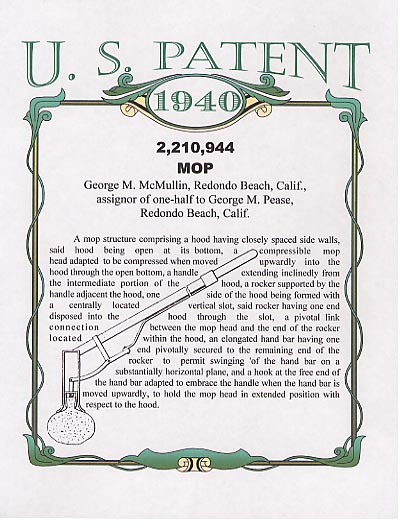 U. S. PATENT
1940
2,210,944
MOP
George M. McMullin, Redondo Beach, Calif.,
assignor of one-half to George M. Pease,
Redondo Beach, Calif.
A mop structure comprising a hood having closely spaced side walls,
said hood being open at its bottom, a compressible mop
head adapted to be compressed when moved upwardly into the
hood through the open bottom, a handle extending inclinedly from
the intermediate portion of the hood, a rocker supported by the
handle adjacent the hood, one side of the hood being formed with
a centrally located vertical slot, said rocker having one end
disposed into the hood through the slot, a pivotal link
connection between the mop head and the end of the rocker
located within the hood, an elongated hand bar having one
end pivotally secured to the remaining end of the
rocker to permit swinging 'of the hand bar on a
substantially horizontal plane, and a hook at the free end of
the hand bar adapted to embrace the handle when the hand bar is
moved upwardly, to hold the mop head in extended position with
respect to the hood.